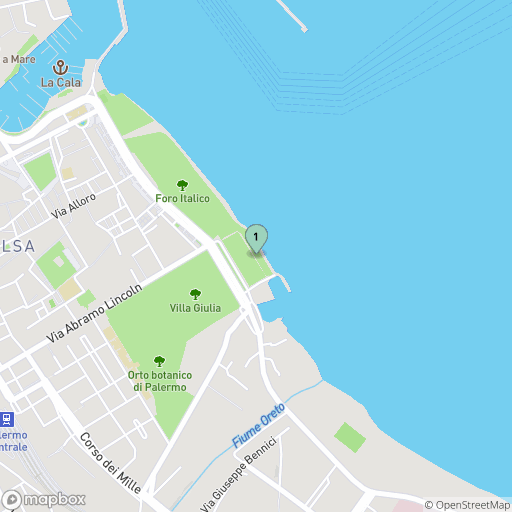 a Mare
La Cala
Via Alloro
Foro Italico
1
LSA
Via Abramo Lincoln
Villa Giulia
Orto botanico
di Palermo
Fiume Oreto
lermo
ntrale
Corso dei Mille
Via Giuseppe Bennici
mapbox
© OpenStreetMap